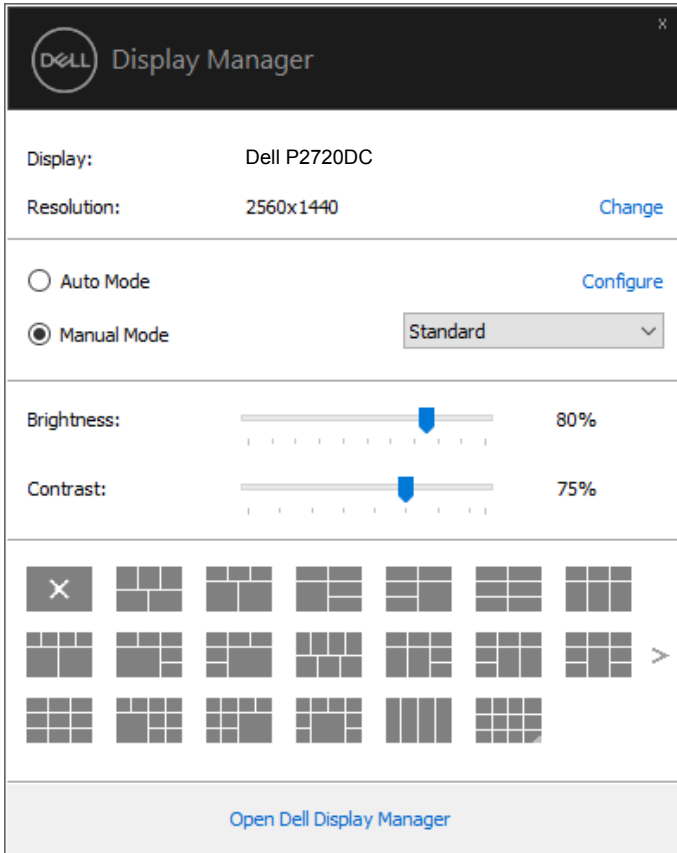 x
DELL Display Manager
Display: Dell P2720DC
Resolution: 2560x1440 Change
Auto Mode Configure
Manual Mode Standard
Brightness: 80%
Contrast: 75%
Open Dell Display Manager